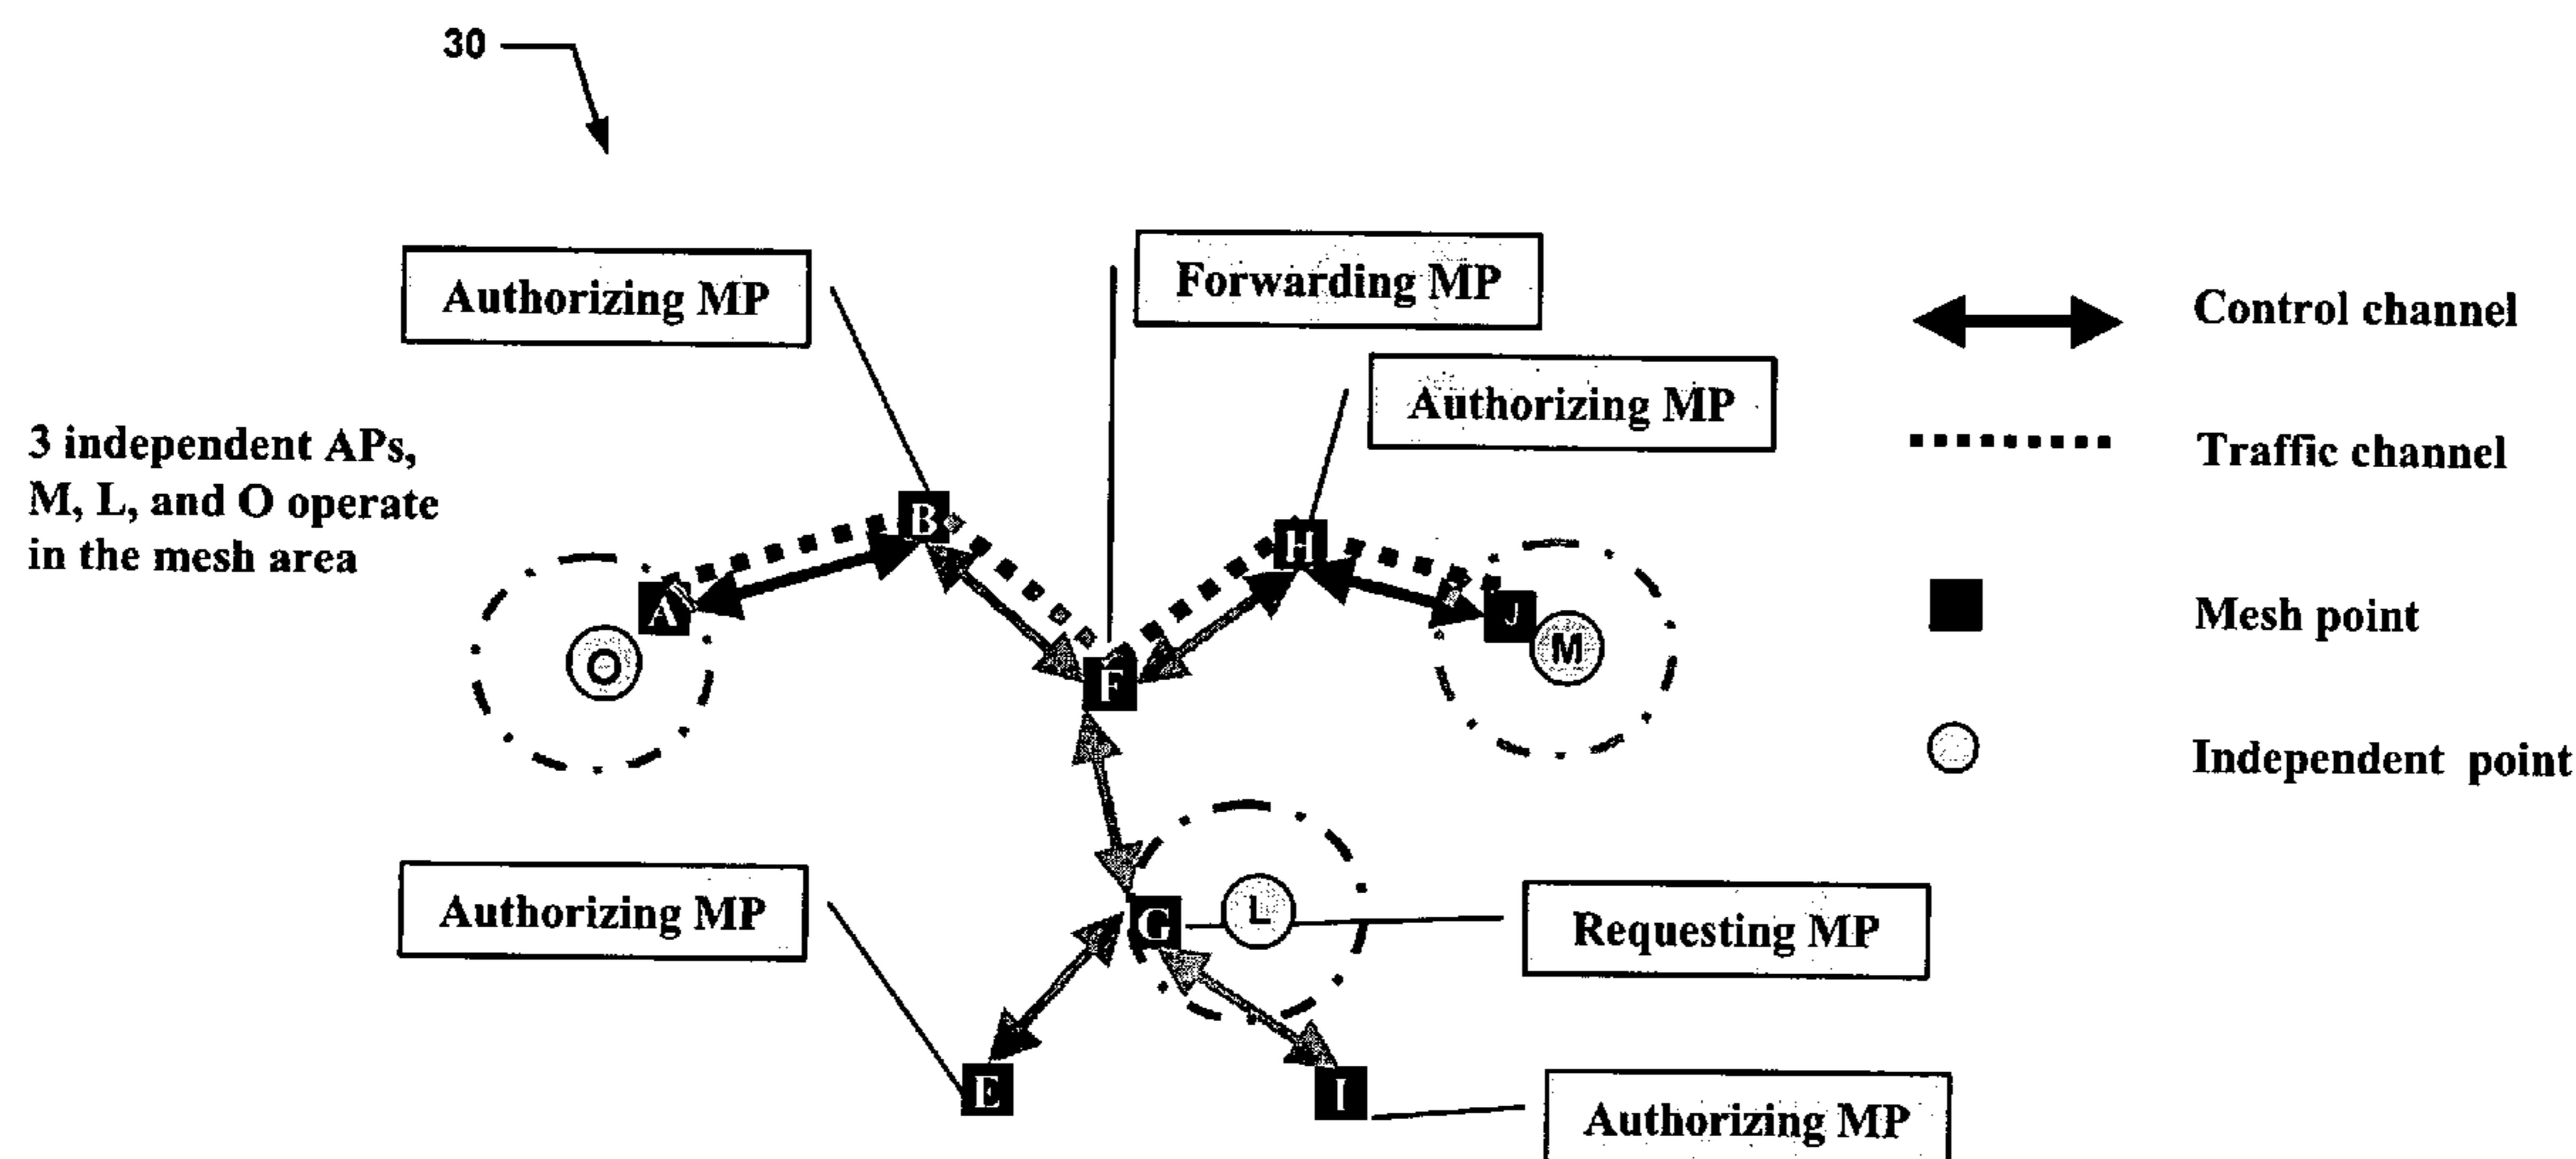 30
Authorizing MP
Forwarding MP
Authorizing MP
Control channel
Traffic channel
3 independent APs,
M, L, and O operate
in the mesh area
B
H
A
J
O
M
F
Mesh point
Independent point
Authorizing MP
G
L
Requesting MP
E
I
Authorizing MP